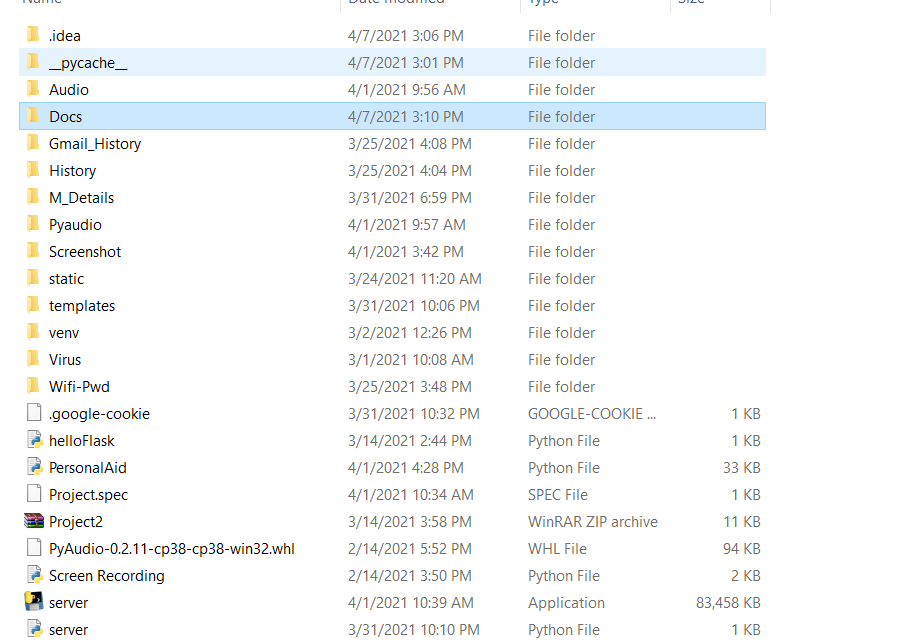 Name Date modified Type Size
.idea 4/7/2021 3:06 PM File folder
__pycache__ 4/7/2021 3:01 PM File folder
Audio 4/1/2021 9:56 AM File folder
Docs 4/7/2021 3:10 PM File folder
Gmail_History 3/25/2021 4:08 PM File folder
History 3/25/2021 4:04 PM File folder
M_Details 3/31/2021 6:59 PM File folder
Pyaudio 4/1/2021 9:57 AM File folder
Screenshot 4/1/2021 3:42 PM File folder
static 3/24/2021 11:20 AM File folder
templates 3/31/2021 10:06 PM File folder
venv 3/2/2021 12:26 PM File folder
Virus 3/1/2021 10:08 AM File folder
Wifi-Pwd 3/25/2021 3:48 PM File folder
.google-cookie 3/31/2021 10:32 PM GOOGLE-COOKIE ... 1 KB
helloFlask 3/14/2021 2:44 PM Python File 1 KB
PersonalAid 4/1/2021 4:28 PM Python File 33 KB
Project.spec 4/1/2021 10:34 AM SPEC File 1 KB
Project2 3/14/2021 3:58 PM WinRAR ZIP archive 11 KB
PyAudio-0.2.11-cp38-cp38-win32.whl 2/14/2021 5:52 PM WHL File 94 KB
Screen Recording 2/14/2021 3:50 PM Python File 2 KB
server 4/1/2021 10:39 AM Application 83,458 KB
server 3/31/2021 10:10 PM Python File 1 KB